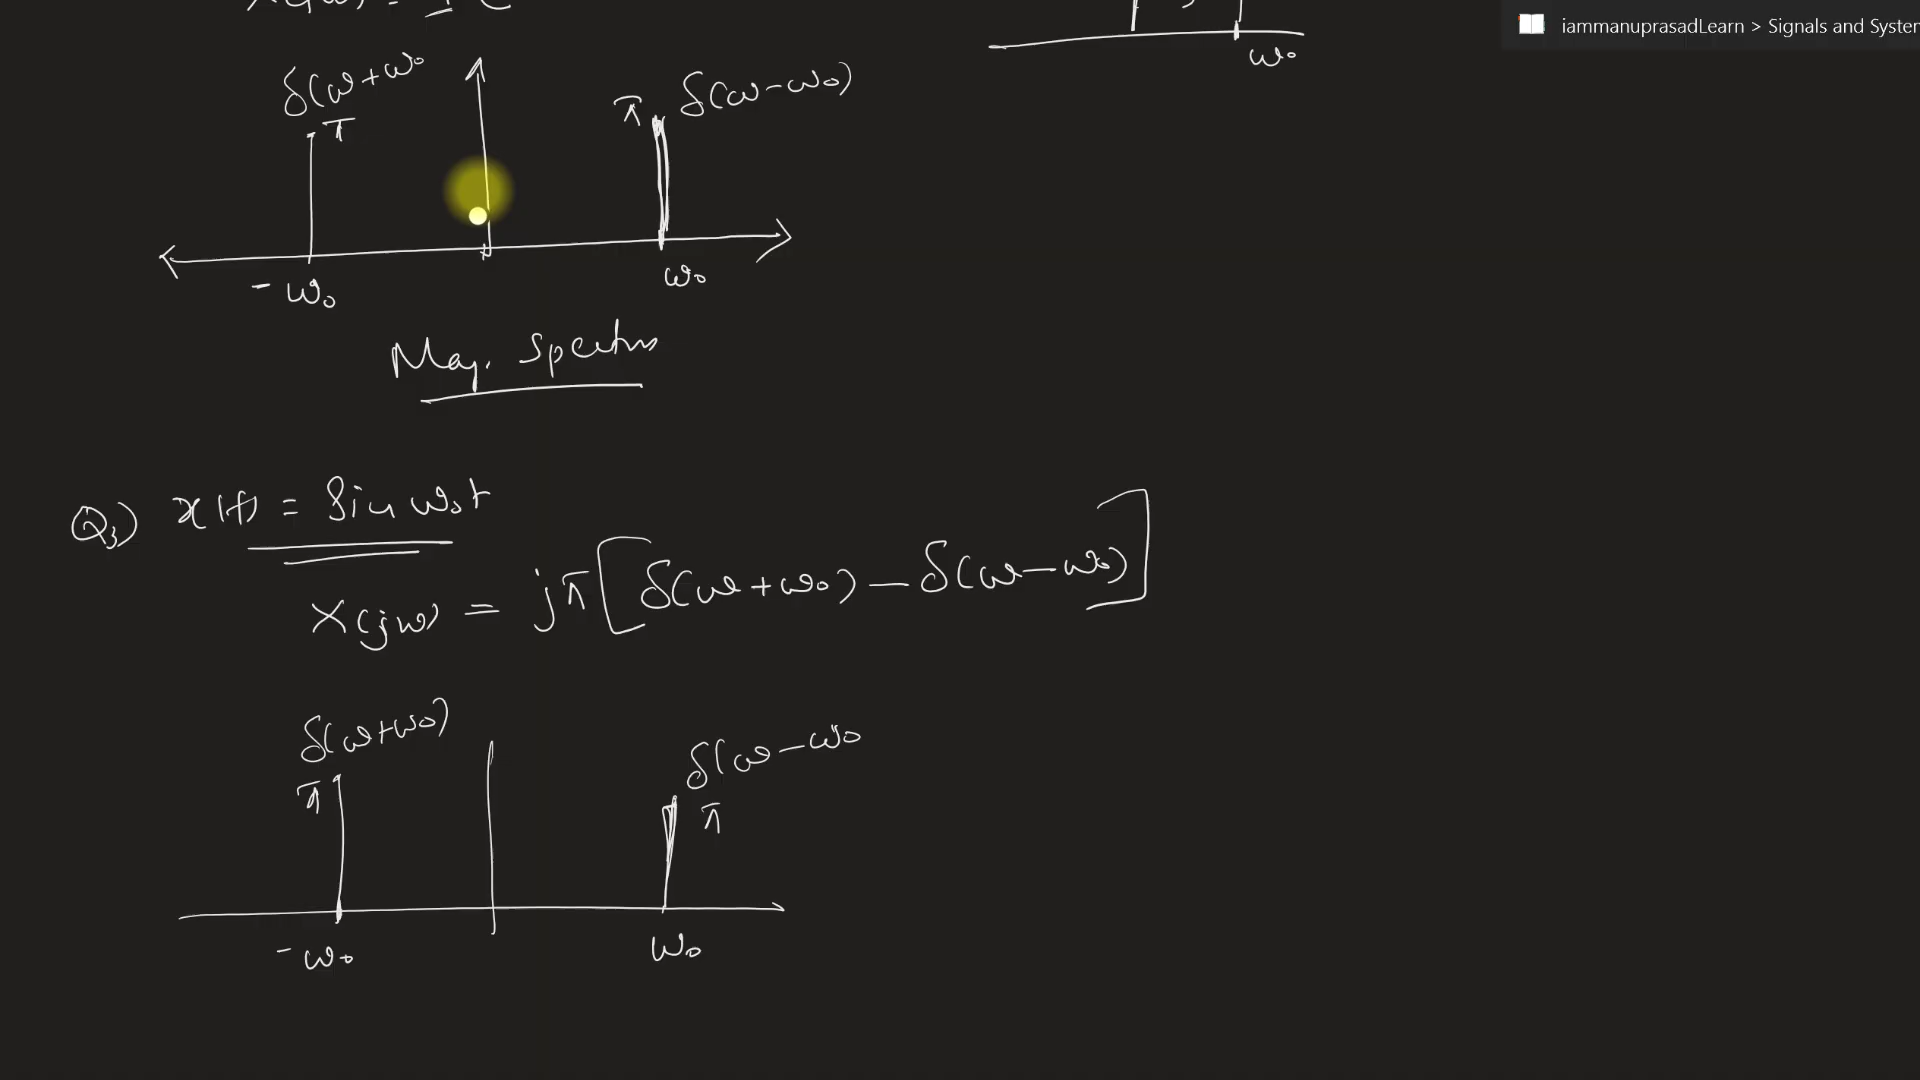 iammanuprasadLearn > Signals and System
ω₀
δ(ω+ω₀
π
π δ(ω-ω₀)
-ω₀
ω₀
Mag. Spectrum
Q₃) x(t) = Sin ω₀t
X(jω) = jπ[δ(ω+ω₀) - δ(ω-ω₀)]
δ(ω+ω₀)
δ(ω-ω₀
π
π
-ω₀
ω₀